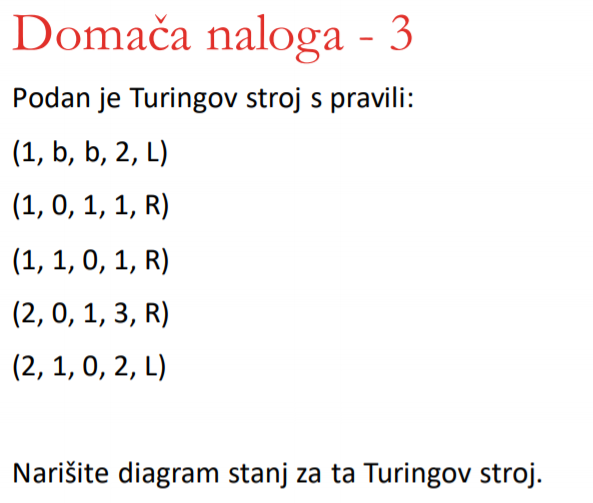 Domača naloga - 3
Podan je Turingov stroj s pravili:
(1, b, b, 2, L)
(1, 0, 1, 1, R)
(1, 1, 0, 1, R)
(2, 0, 1, 3, R)
(2, 1, 0, 2, L)
Narišite diagram stanj za ta Turingov stroj.